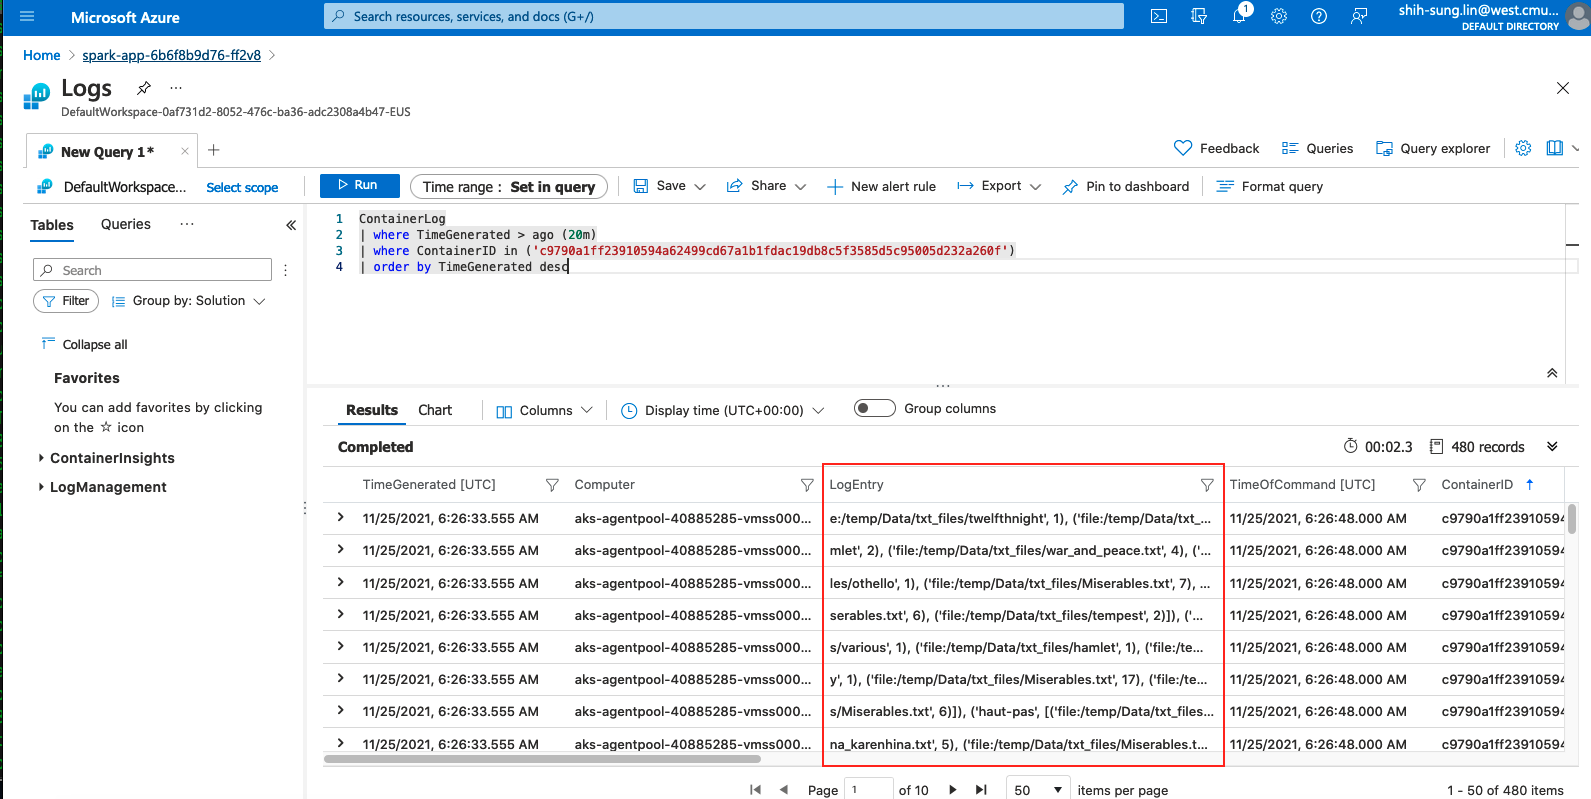 Microsoft Azure
Search resources, services, and docs (G+/)
1
shih-sung.lin@west.cmu...
DEFAULT DIRECTORY
Home > spark-app-6b6f8b9d76-ff2v8 >
Logs
DefaultWorkspace-0af731d2-8052-476c-ba36-adc2308a4b47-EUS
New Query 1*
Feedback Queries Query explorer
DefaultWorkspace... Select scope
Run Time range : Set in query Save Share New alert rule Export Pin to dashboard Format query
Tables Queries ... «
Search
Filter Group by: Solution
Collapse all
Favorites
You can add favorites by clicking
on the ☆ icon
ContainerInsights
LogManagement
1 ContainerLog
2 | where TimeGenerated > ago (20m)
3 | where ContainerID in ('c9790a1ff23910594a62499cd67a1b1fdac19db8c5f3585d5c95005d232a260f')
4 | order by TimeGenerated desc
Results Chart Columns Display time (UTC+00:00) Group columns
Completed 00:02.3 480 records
TimeGenerated [UTC] Computer LogEntry TimeOfCommand [UTC] ContainerID
11/25/2021, 6:26:33.555 AM aks-agentpool-40885285-vmss000... e:/temp/Data/txt_files/twelfthnight', 1), ('file:/temp/Data/txt_... 11/25/2021, 6:26:48.000 AM c9790a1ff23910594
11/25/2021, 6:26:33.555 AM aks-agentpool-40885285-vmss000... mlet', 2), ('file:/temp/Data/txt_files/war_and_peace.txt', 4), ('... 11/25/2021, 6:26:48.000 AM c9790a1ff23910594
11/25/2021, 6:26:33.555 AM aks-agentpool-40885285-vmss000... les/othello', 1), ('file:/temp/Data/txt_files/Miserables.txt', 7), ... 11/25/2021, 6:26:48.000 AM c9790a1ff23910594
11/25/2021, 6:26:33.555 AM aks-agentpool-40885285-vmss000... serables.txt', 6), ('file:/temp/Data/txt_files/tempest', 2)]), ('... 11/25/2021, 6:26:48.000 AM c9790a1ff23910594
11/25/2021, 6:26:33.555 AM aks-agentpool-40885285-vmss000... s/various', 1), ('file:/temp/Data/txt_files/hamlet', 1), ('file:/te... 11/25/2021, 6:26:48.000 AM c9790a1ff23910594
11/25/2021, 6:26:33.555 AM aks-agentpool-40885285-vmss000... y', 1), ('file:/temp/Data/txt_files/Miserables.txt', 17), ('file:/te... 11/25/2021, 6:26:48.000 AM c9790a1ff23910594
11/25/2021, 6:26:33.555 AM aks-agentpool-40885285-vmss000... s/Miserables.txt', 6)]), ('haut-pas', [('file:/temp/Data/txt_files... 11/25/2021, 6:26:48.000 AM c9790a1ff23910594
11/25/2021, 6:26:33.555 AM aks-agentpool-40885285-vmss000... na_karenhina.txt', 5), ('file:/temp/Data/txt_files/Miserables.t... 11/25/2021, 6:26:48.000 AM c9790a1ff23910594
Page 1 of 10 50 items per page 1 - 50 of 480 items